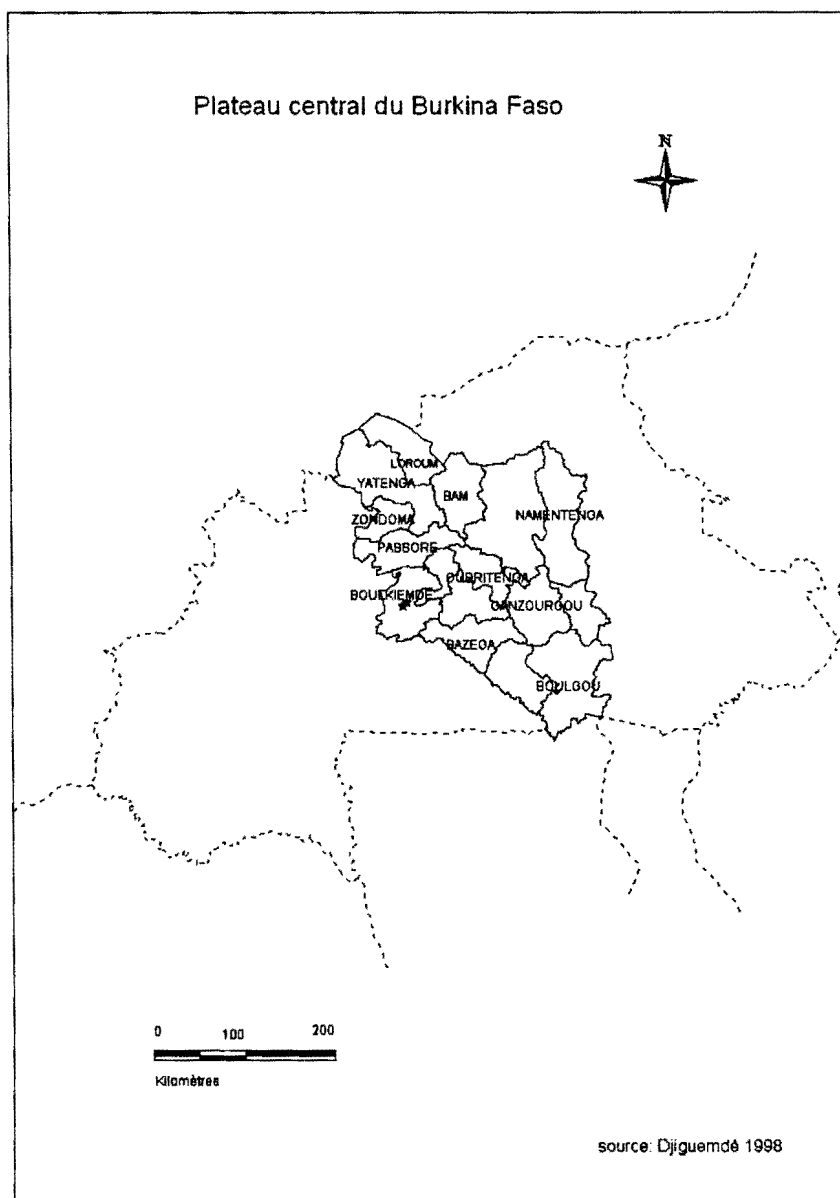 Plateau central du Burkina Faso
N
LOROUM
YATENGA
BAM
ZONDOMA
NAMENTENGA
PASSORE
OUBRITENGA
BOULKIEMDE
GANZOURGOU
BAZEGA
BOULGOU
0 100 200
Kilomètres
source: Djiguemdé 1998